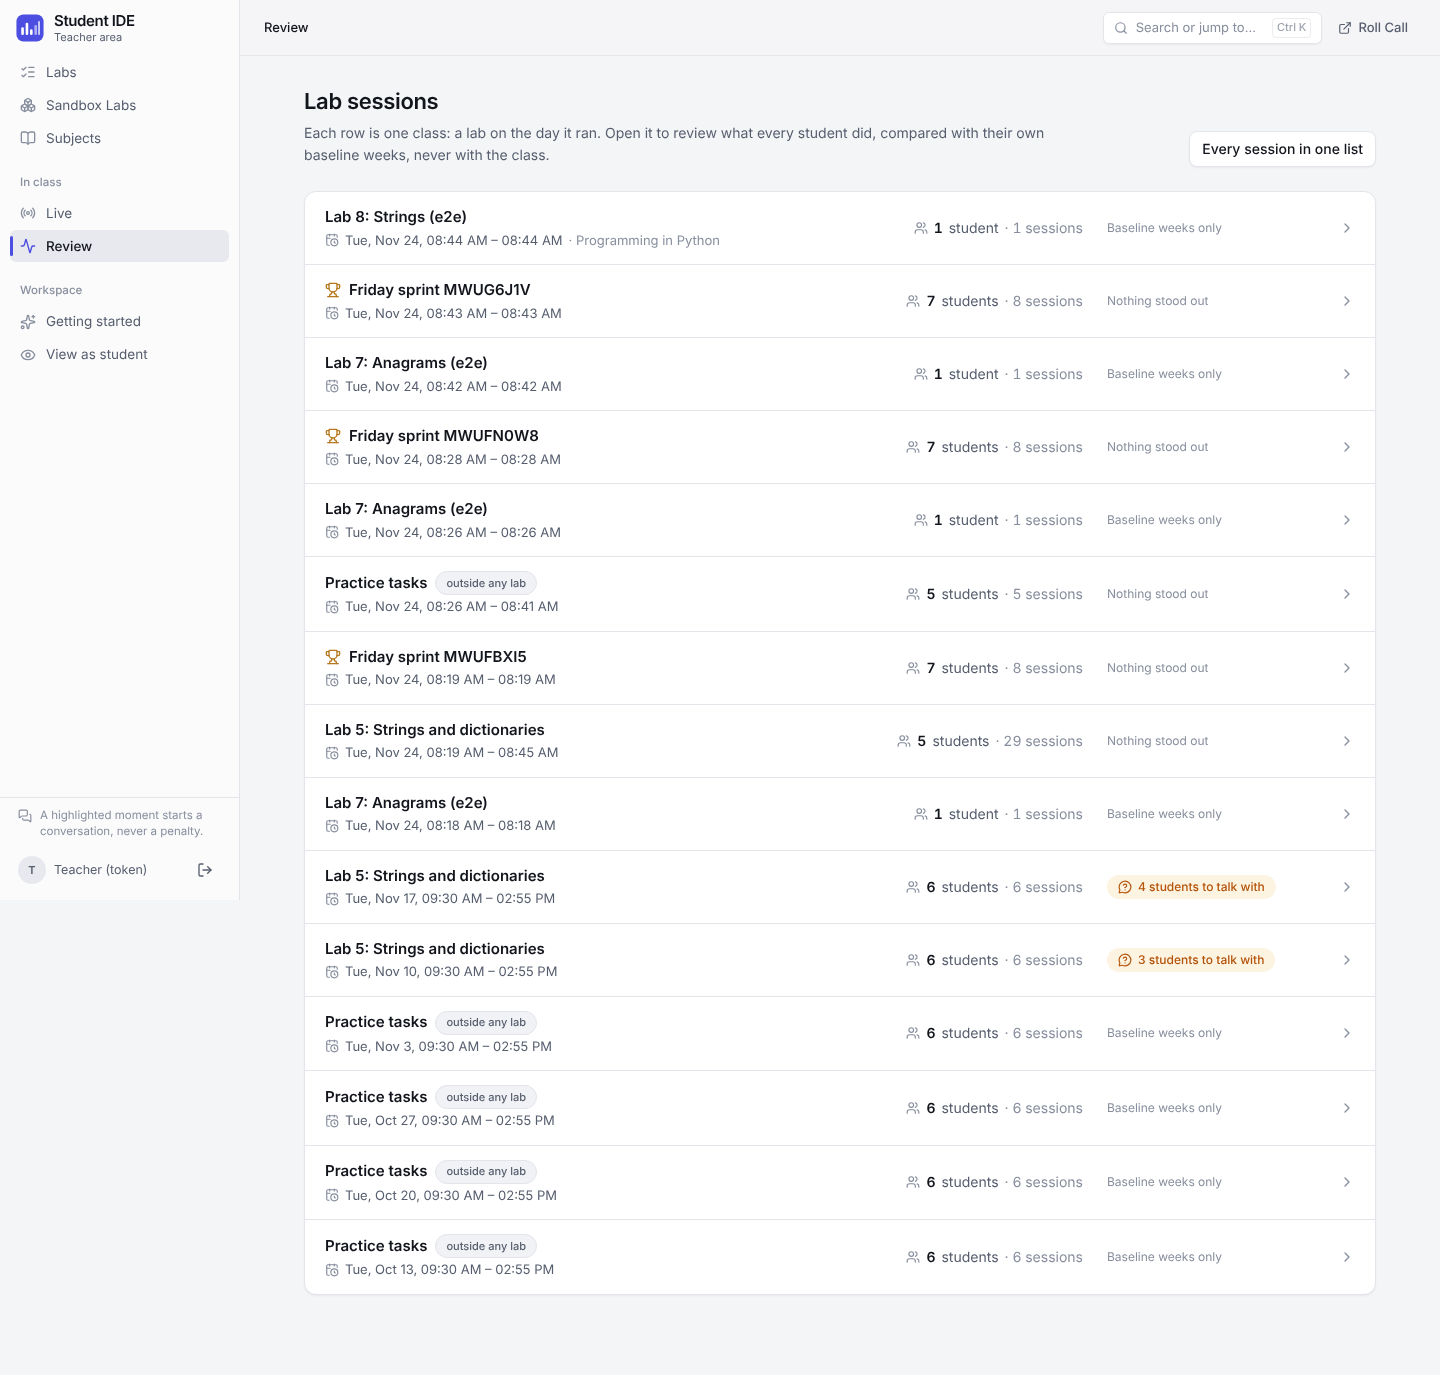 Student IDE
Teacher area
Labs
Sandbox Labs
Subjects
In class
Live
Review
Workspace
Getting started
View as student
A highlighted moment starts a
conversation, never a penalty.
T
Teacher (token)
Review
Search or jump to...
Ctrl K
Roll Call
Lab sessions
Each row is one class: a lab on the day it ran. Open it to review what every student did, compared with their own
baseline weeks, never with the class.
Every session in one list
Lab 8: Strings (e2e)
Tue, Nov 24, 08:44 AM – 08:44 AM · Programming in Python
1 student · 1 sessions
Baseline weeks only
Friday sprint MWUG6J1V
Tue, Nov 24, 08:43 AM – 08:43 AM
7 students · 8 sessions
Nothing stood out
Lab 7: Anagrams (e2e)
Tue, Nov 24, 08:42 AM – 08:42 AM
1 student · 1 sessions
Baseline weeks only
Friday sprint MWUFN0W8
Tue, Nov 24, 08:28 AM – 08:28 AM
7 students · 8 sessions
Nothing stood out
Lab 7: Anagrams (e2e)
Tue, Nov 24, 08:26 AM – 08:26 AM
1 student · 1 sessions
Baseline weeks only
Practice tasks outside any lab
Tue, Nov 24, 08:26 AM – 08:41 AM
5 students · 5 sessions
Nothing stood out
Friday sprint MWUFBXI5
Tue, Nov 24, 08:19 AM – 08:19 AM
7 students · 8 sessions
Nothing stood out
Lab 5: Strings and dictionaries
Tue, Nov 24, 08:19 AM – 08:45 AM
5 students · 29 sessions
Nothing stood out
Lab 7: Anagrams (e2e)
Tue, Nov 24, 08:18 AM – 08:18 AM
1 student · 1 sessions
Baseline weeks only
Lab 5: Strings and dictionaries
Tue, Nov 17, 09:30 AM – 02:55 PM
6 students · 6 sessions
4 students to talk with
Lab 5: Strings and dictionaries
Tue, Nov 10, 09:30 AM – 02:55 PM
6 students · 6 sessions
3 students to talk with
Practice tasks outside any lab
Tue, Nov 3, 09:30 AM – 02:55 PM
6 students · 6 sessions
Baseline weeks only
Practice tasks outside any lab
Tue, Oct 27, 09:30 AM – 02:55 PM
6 students · 6 sessions
Baseline weeks only
Practice tasks outside any lab
Tue, Oct 20, 09:30 AM – 02:55 PM
6 students · 6 sessions
Baseline weeks only
Practice tasks outside any lab
Tue, Oct 13, 09:30 AM – 02:55 PM
6 students · 6 sessions
Baseline weeks only